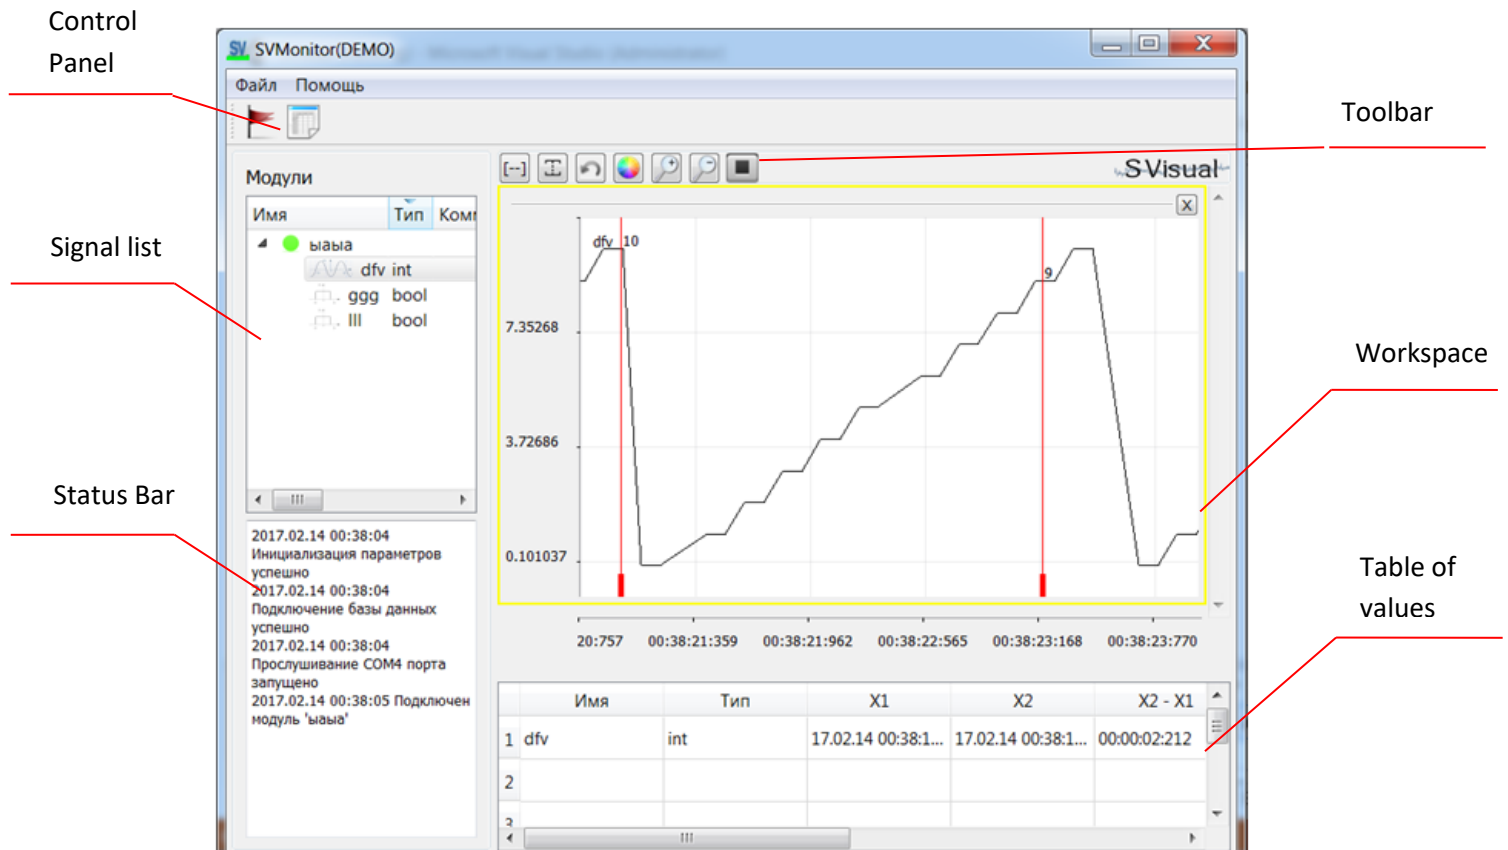 Control
Panel
SVMonitor(DEMO)
Файл Помощь
Toolbar
Модули
SVisual
Имя Тип Комм
ыаыа
dfv int
ggg bool
lll bool
Signal list
X
dfv 10
9
7.35268
3.72686
0.101037
Workspace
Status Bar
2017.02.14 00:38:04
Инициализация параметров
успешно
2017.02.14 00:38:04
Подключение базы данных
успешно
2017.02.14 00:38:04
Прослушивание COM4 порта
запущено
2017.02.14 00:38:05 Подключен
модуль 'ыаыа'
20:757 00:38:21:359 00:38:21:962 00:38:22:565 00:38:23:168 00:38:23:770
Table of
values
Имя Тип X1 X2 X2 - X1
1 dfv int 17.02.14 00:38:1... 17.02.14 00:38:1... 00:00:02:212
2
3